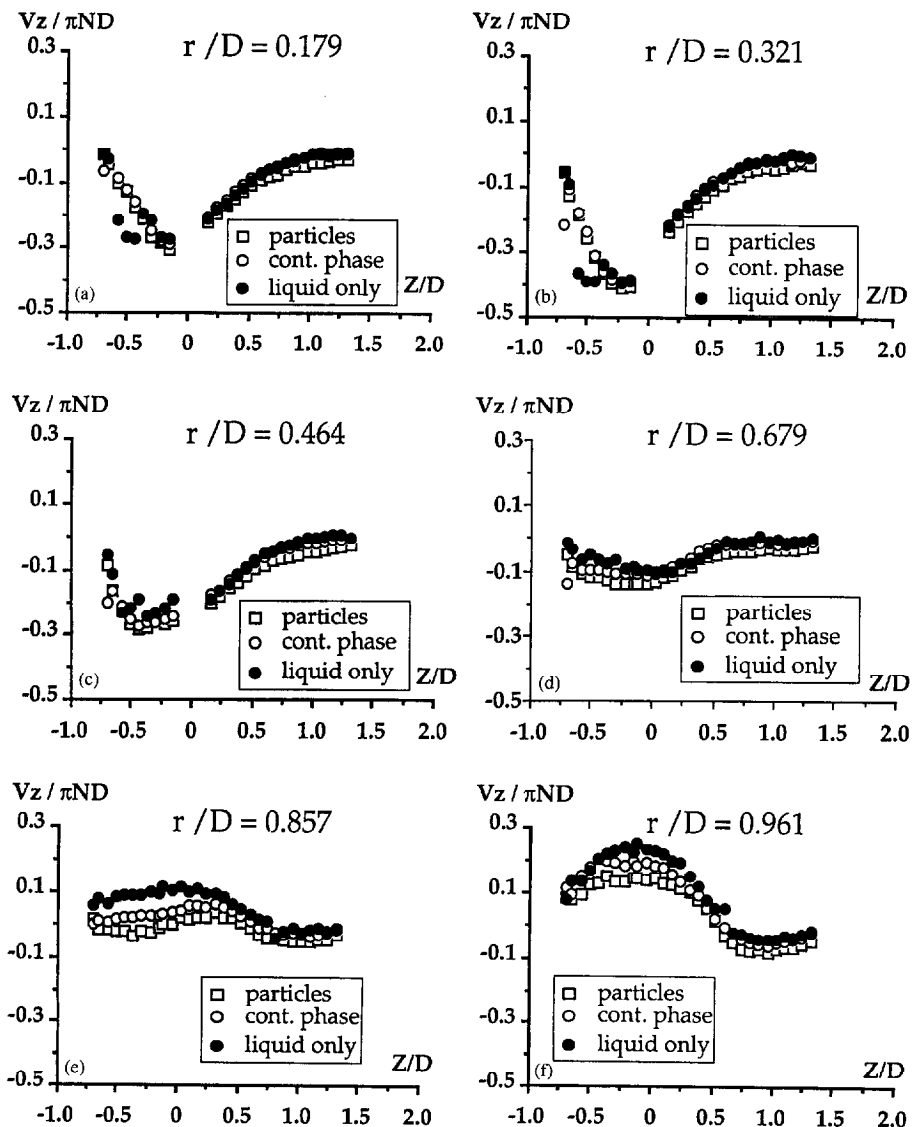 Vz / πND
r /D = 0.179
0.3
0.1
-0.1
-0.3
-0.5
particles
cont. phase
liquid only
(a)
Z/D
-1.0 -0.5 0 0.5 1.0 1.5 2.0
Vz / πND
r /D = 0.321
0.3
0.1
-0.1
-0.3
-0.5
particles
cont. phase
liquid only
(b)
Z/D
-1.0 -0.5 0 0.5 1.0 1.5 2.0
Vz / πND
r /D = 0.464
0.3
0.1
-0.1
-0.3
-0.5
particles
cont. phase
liquid only
(c)
Z/D
-1.0 -0.5 0 0.5 1.0 1.5 2.0
Vz / πND
r /D = 0.679
0.3
0.1
-0.1
-0.3
-0.5
particles
cont. phase
liquid only
(d)
Z/D
-1.0 -0.5 0 0.5 1.0 1.5 2.0
Vz / πND
r /D = 0.857
0.3
0.1
-0.1
-0.3
-0.5
particles
cont. phase
liquid only
(e)
Z/D
-1.0 -0.5 0 0.5 1.0 1.5 2.0
Vz / πND
r /D = 0.961
0.3
0.1
-0.1
-0.3
-0.5
particles
cont. phase
liquid only
(f)
Z/D
-1.0 -0.5 0 0.5 1.0 1.5 2.0